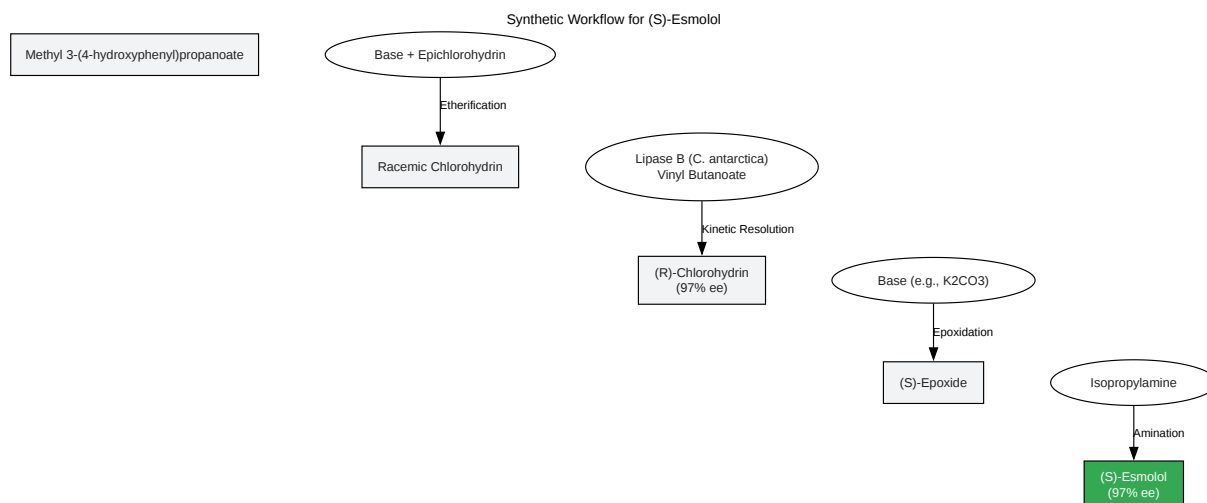 Synthetic Workflow for (S)-Esmolol
Methyl 3-(4-hydroxyphenyl)propanoate
Base + Epichlorohydrin
Etherification
Racemic Chlorohydrin
Lipase B (C. antarctica)
Vinyl Butanoate
Kinetic Resolution
(R)-Chlorohydrin
(97% ee)
Base (e.g., K2CO3)
Epoxidation
(S)-Epoxide
Isopropylamine
Amination
(S)-Esmolol
(97% ee)